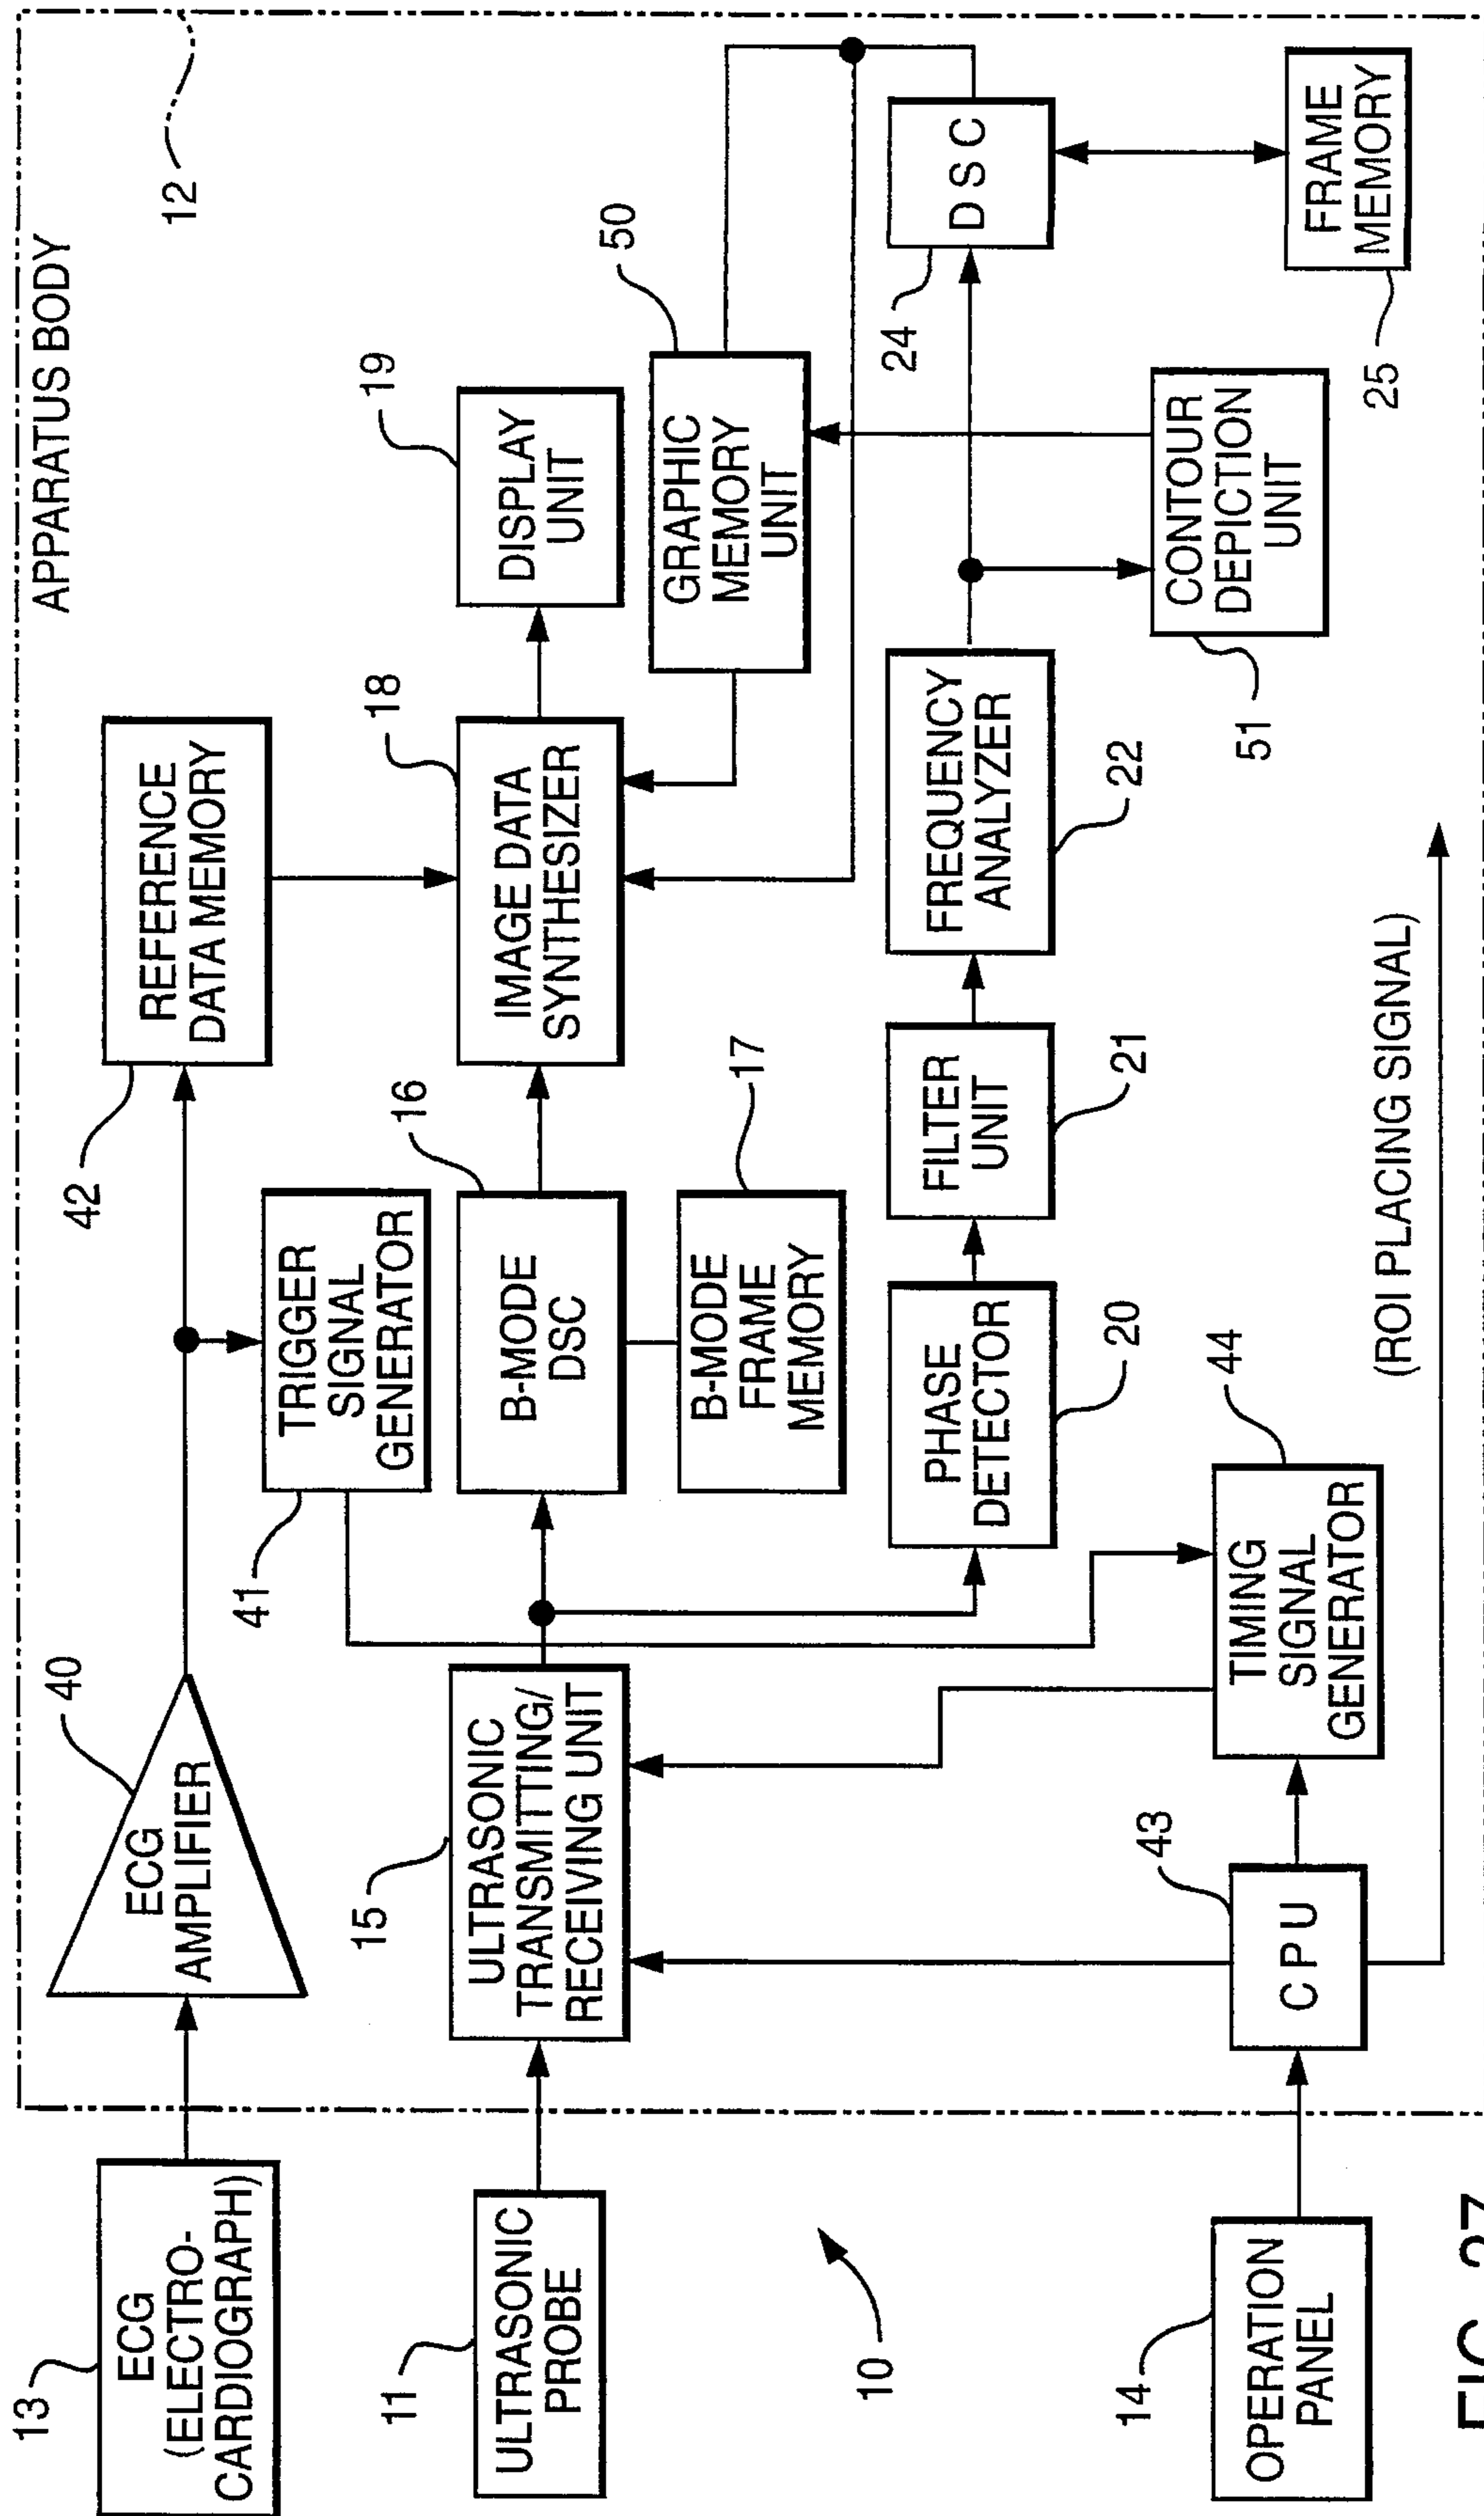 APPARATUS BODY
12
13
ECG
(ELECTRO-
CARDIOGRAPH)
40
ECG
AMPLIFIER
42
REFERENCE
DATA MEMORY
41
TRIGGER
SIGNAL
GENERATOR
11
ULTRASONIC
PROBE
15
ULTRASONIC
TRANSMITTING/
RECEIVING UNIT
16
B-MODE
DSC
17
B-MODE
FRAME
MEMORY
18
IMAGE DATA
SYNTHESIZER
19
DISPLAY
UNIT
50
GRAPHIC
MEMORY
UNIT
10
PHASE
DETECTOR
20
FILTER
UNIT
21
FREQUENCY
ANALYZER
22
24
DSC
FRAME
MEMORY
25
CONTOUR
DEPICTION
UNIT
51
14
OPERATION
PANEL
43
CPU
44
TIMING
SIGNAL
GENERATOR
(ROI PLACING SIGNAL)